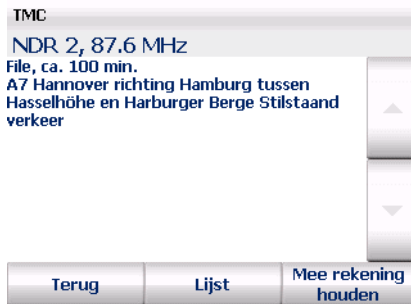 TMC
NDR 2, 87.6 MHz
File, ca. 100 min.
A7 Hannover richting Hamburg tussen
Hasselhöhe en Harburger Berge Stilstaand
verkeer
Terug
Lijst
Mee rekening
houden